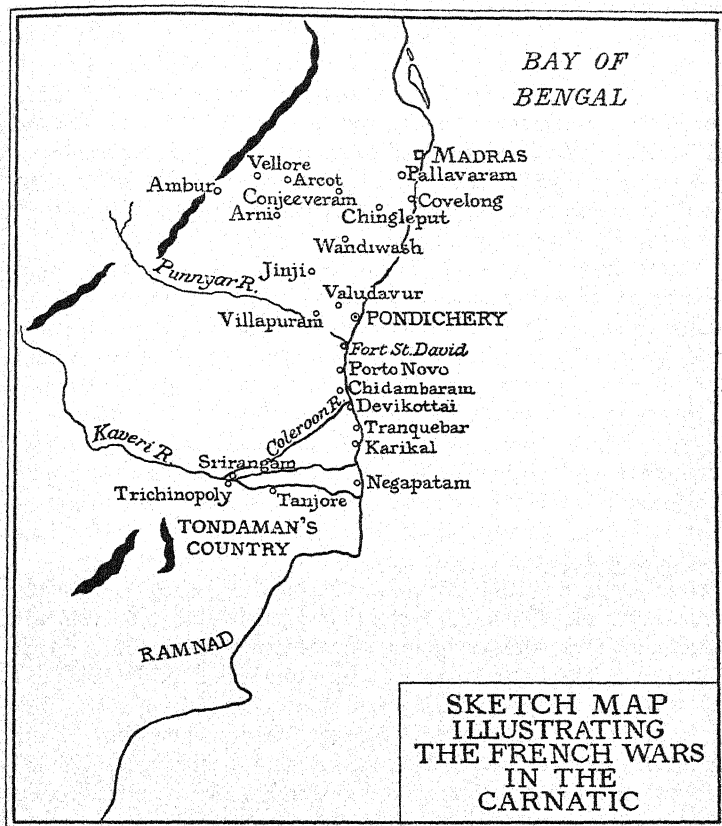 BAY OF
BENGAL
MADRAS
Pallavaram
Vellore
Arcot
Ambur
Conjeeveram
Covelong
Arni
Chingleput
Wandiwash
Jinji
Punnyar R.
Valudavur
Villapuram
PONDICHERY
Fort St. David
Porto Novo
Chidambaram
Devikottai
Coleroon R.
Tranquebar
Kaveri R.
Karikal
Srirangam
Negapatam
Trichinopoly
Tanjore
TONDAMAN'S
COUNTRY
RAMNAD
SKETCH MAP
ILLUSTRATING
THE FRENCH WARS
IN THE
CARNATIC